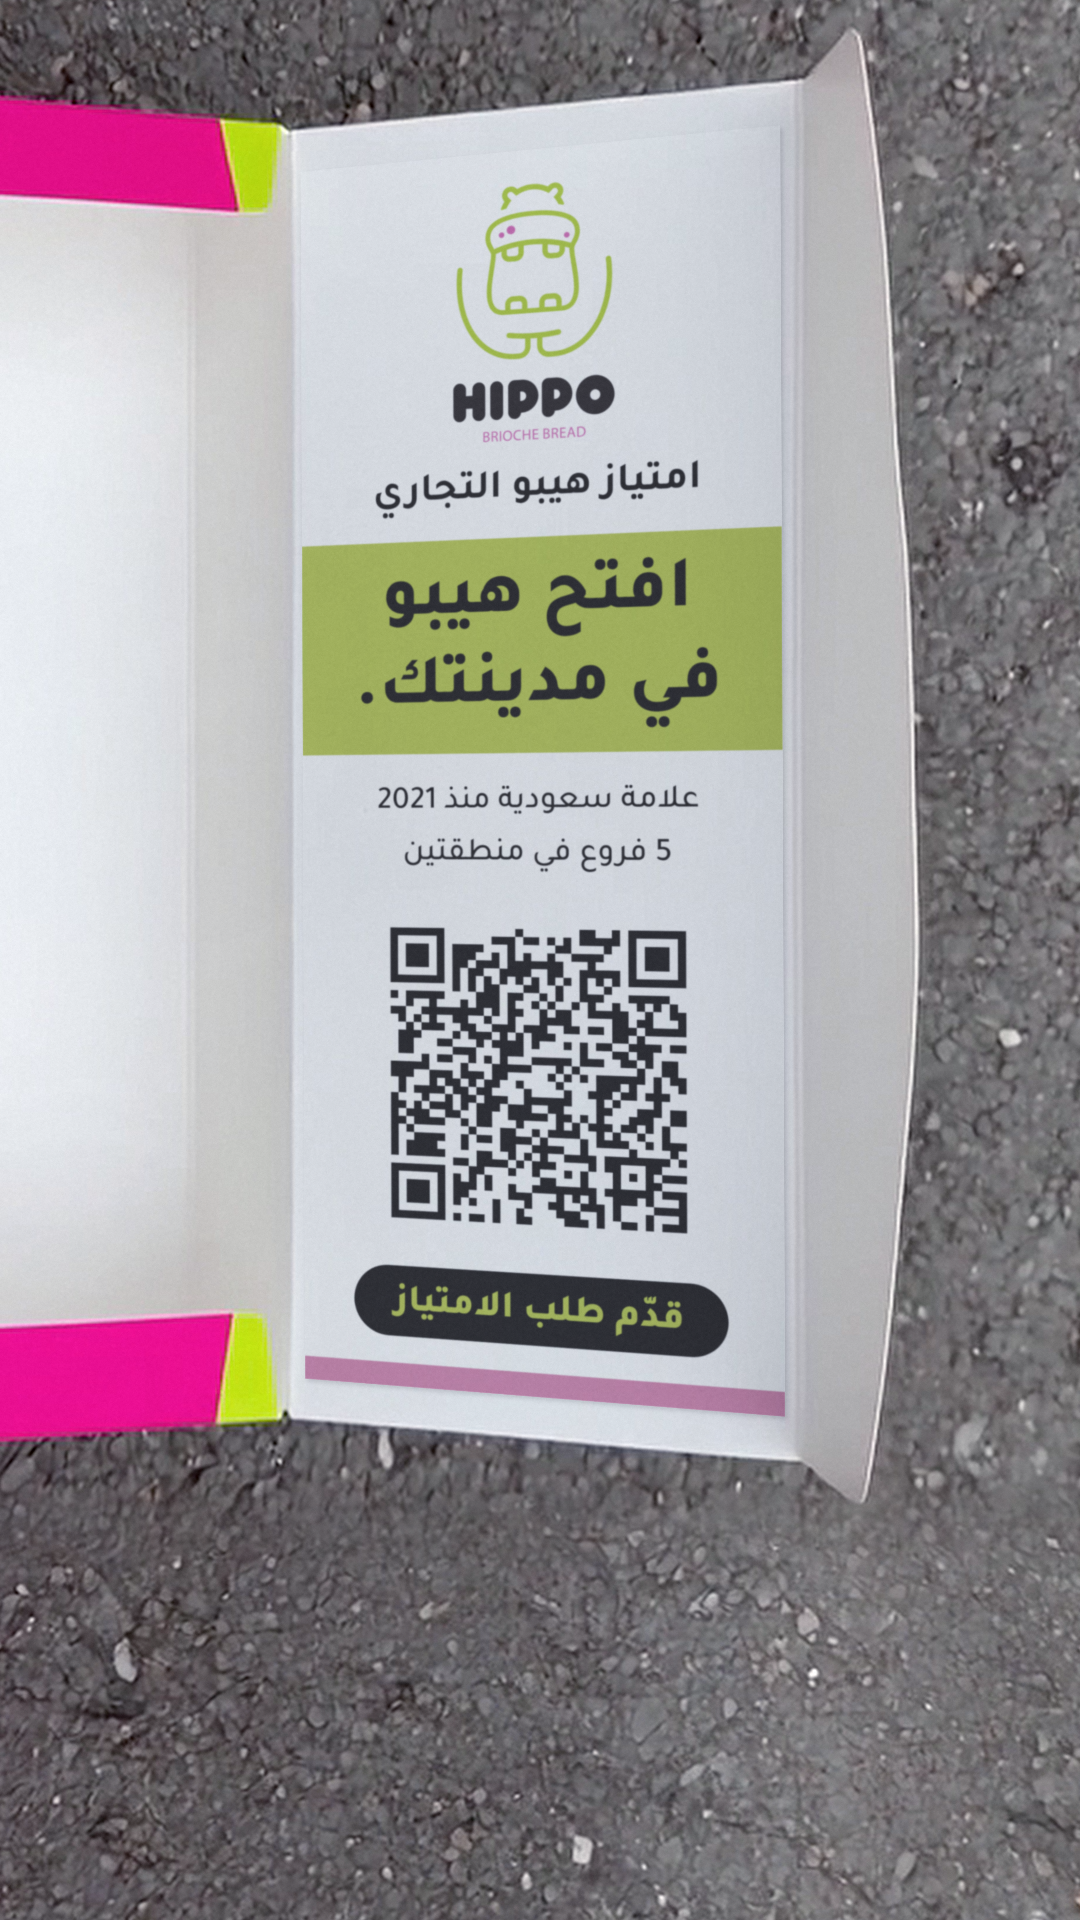 HIPPO
BRIOCHE BREAD
امتياز هيبو التجاري
افتح هيبو
في مدينتك.
علامة سعودية منذ 2021
5 فروع في منطقتين
قدّم طلب الامتياز